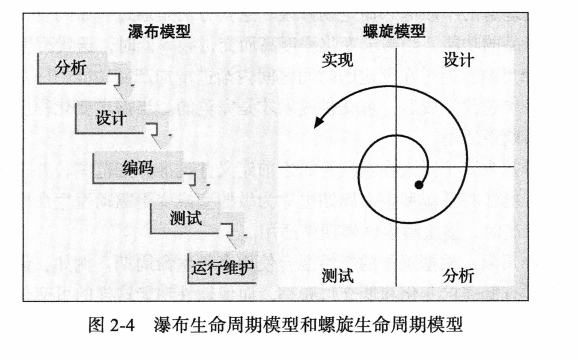 瀑布模型
分析
设计
编码
测试
运行维护
螺旋模型
实现
设计
测试
分析
图 2-4 瀑布生命周期模型和螺旋生命周期模型